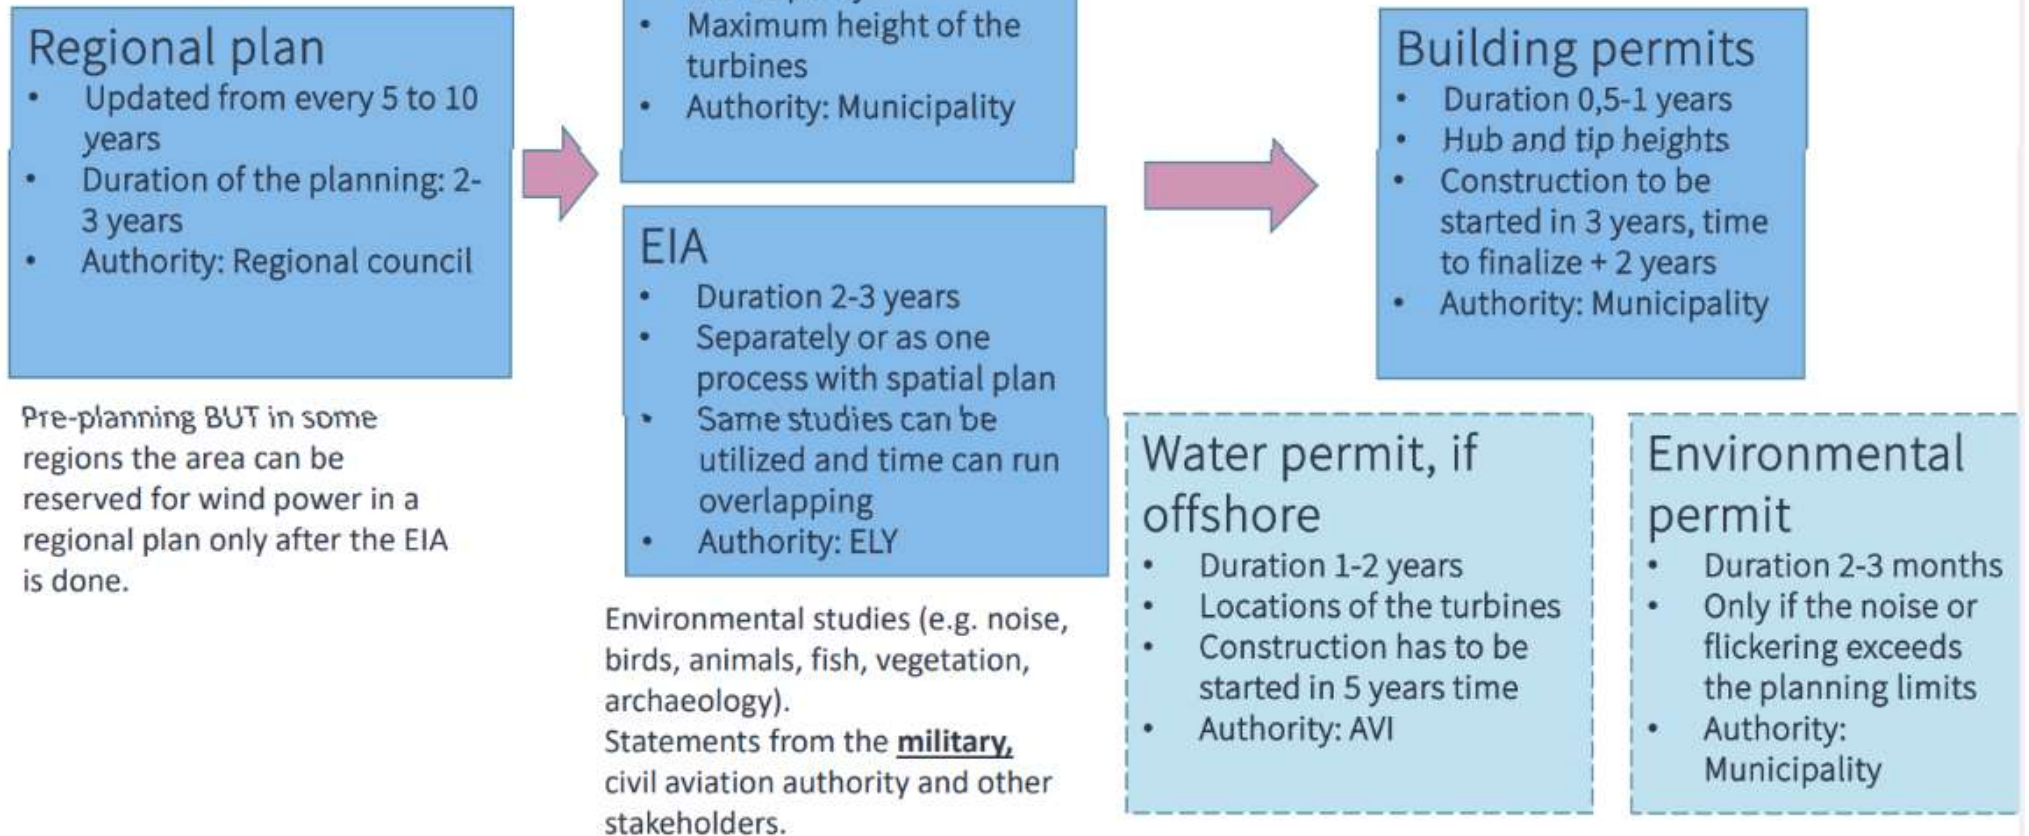 Regional plan
• Updated from every 5 to 10
years
• Duration of the planning: 2-
3 years
• Authority: Regional council
Pre-planning BUT in some
regions the area can be
reserved for wind power in a
regional plan only after the EIA
is done.
• Maximum height of the
turbines
• Authority: Municipality
EIA
• Duration 2-3 years
• Separately or as one
process with spatial plan
• Same studies can be
utilized and time can run
overlapping
• Authority: ELY
Environmental studies (e.g. noise,
birds, animals, fish, vegetation,
archaeology).
Statements from the military,
civil aviation authority and other
stakeholders.
Building permits
• Duration 0,5-1 years
• Hub and tip heights
• Construction to be
started in 3 years, time
to finalize + 2 years
• Authority: Municipality
Water permit, if
offshore
• Duration 1-2 years
• Locations of the turbines
• Construction has to be
started in 5 years time
• Authority: AVI
Environmental
permit
• Duration 2-3 months
• Only if the noise or
flickering exceeds
the planning limits
• Authority:
Municipality